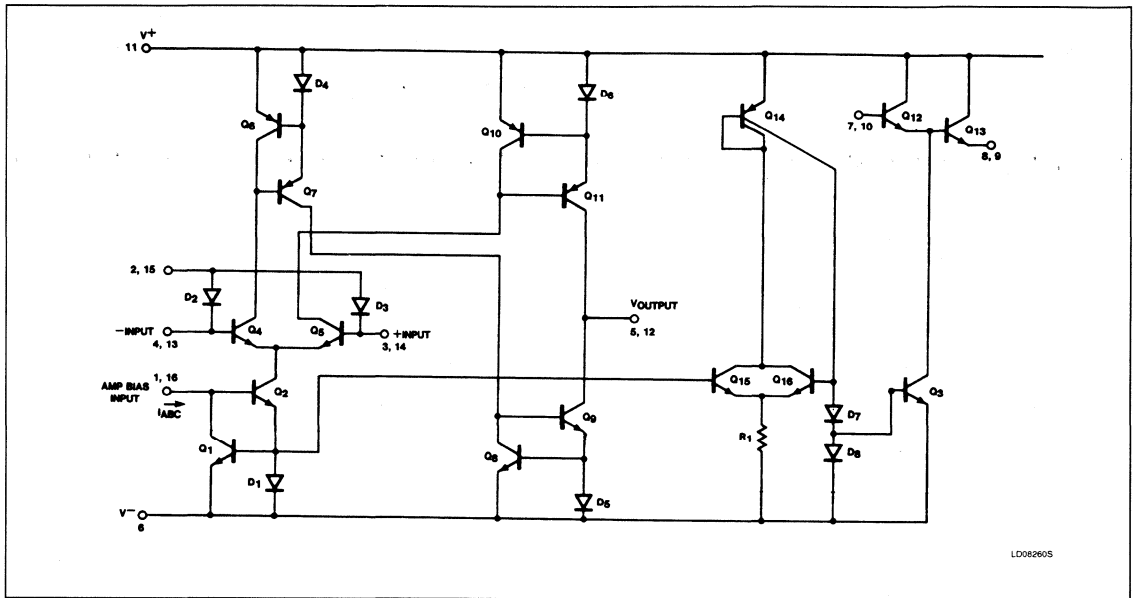 V+
11
D4
Q6
Q7
D6
Q10
Q11
Q14
Q12
7, 10
Q13
8, 9
2, 15
D2
D3
−INPUT
4, 13
Q4
Q5
+INPUT
3, 14
VOUTPUT
5, 12
AMP BIAS
INPUT
1, 16
IABC
Q2
Q15
Q16
Q3
D7
D8
R1
Q1
D1
Q9
Q8
D5
V−
6
LD08260S